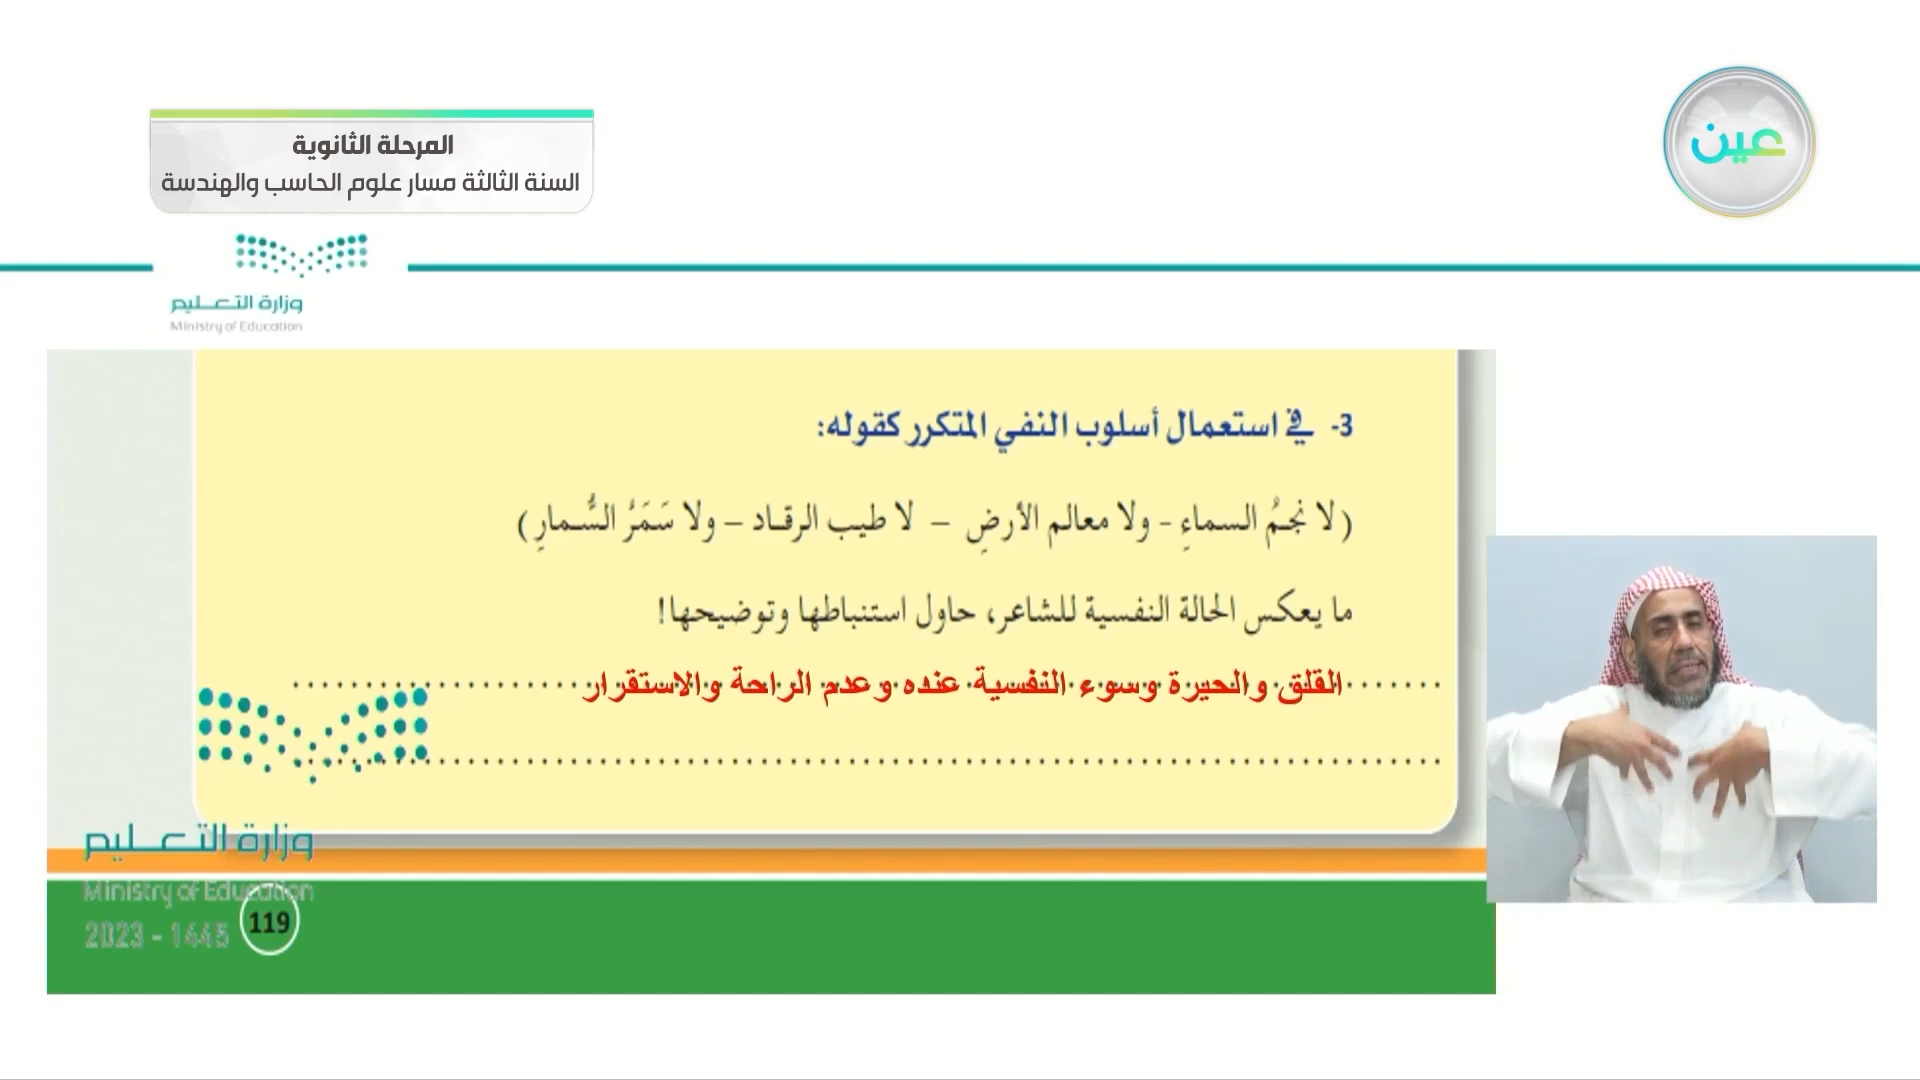 المرحلة الثانوية
السنة الثالثة مسار علوم الحاسب والهندسة
عين
وزارة التعليم
Ministry of Education
3- في استعمال أسلوب النفي المتكرر كقوله:
( لا نجمُ السماءِ - ولا معالم الأرضِ – لا طيب الرقاد – ولا سَمَرُ السُّمارِ )
ما يعكس الحالة النفسية للشاعر، حاول استنباطها وتوضيحها!
القلق والحيرة وسوء النفسية عنده وعدم الراحة والاستقرار
وزارة التعليم
Ministry of Education
2023 - 1445
119